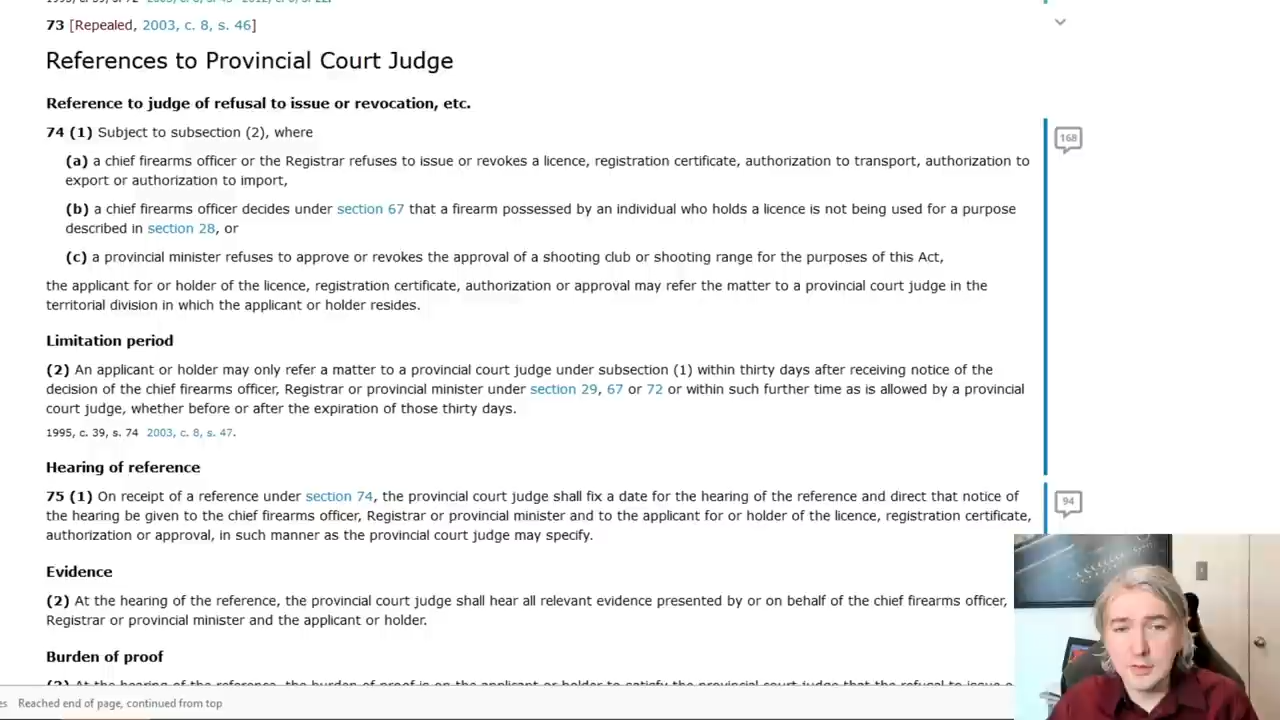 73 [Repealed, 2003, c. 8, s. 46]
References to Provincial Court Judge
Reference to judge of refusal to issue or revocation, etc.
74 (1) Subject to subsection (2), where
168
(a) a chief firearms officer or the Registrar refuses to issue or revokes a licence, registration certificate, authorization to transport, authorization to
export or authorization to import,
(b) a chief firearms officer decides under section 67 that a firearm possessed by an individual who holds a licence is not being used for a purpose
described in section 28, or
(c) a provincial minister refuses to approve or revokes the approval of a shooting club or shooting range for the purposes of this Act,
the applicant for or holder of the licence, registration certificate, authorization or approval may refer the matter to a provincial court judge in the
territorial division in which the applicant or holder resides.
Limitation period
(2) An applicant or holder may only refer a matter to a provincial court judge under subsection (1) within thirty days after receiving notice of the
decision of the chief firearms officer, Registrar or provincial minister under section 29, 67 or 72 or within such further time as is allowed by a provincial
court judge, whether before or after the expiration of those thirty days.
1995, c. 39, s. 74 2003, c. 8, s. 47.
Hearing of reference
75 (1) On receipt of a reference under section 74, the provincial court judge shall fix a date for the hearing of the reference and direct that notice of
94
the hearing be given to the chief firearms officer, Registrar or provincial minister and to the applicant for or holder of the licence, registration certificate,
authorization or approval, in such manner as the provincial court judge may specify.
Evidence
(2) At the hearing of the reference, the provincial court judge shall hear all relevant evidence presented by or on behalf of the chief firearms officer,
Registrar or provincial minister and the applicant or holder.
Burden of proof
Reached end of page, continued from top